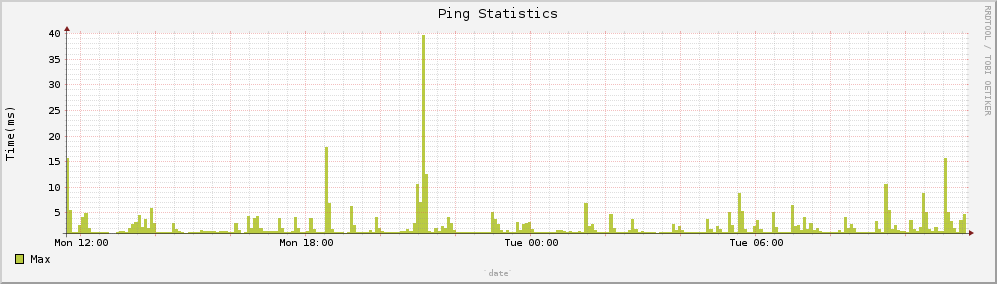 Ping Statistics
RRDTOOL / TOBI OETIKER
Time(ms)
40
35
30
25
20
15
10
5
Mon 12:00 Mon 18:00 Tue 00:00 Tue 06:00
Max
`date`